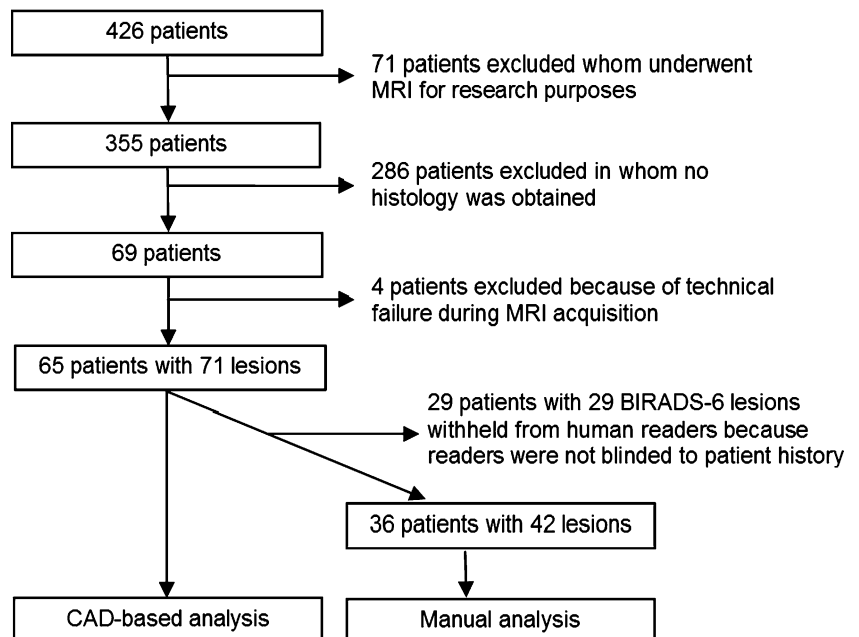 426 patients
71 patients excluded whom underwent
MRI for research purposes
355 patients
286 patients excluded in whom no
histology was obtained
69 patients
4 patients excluded because of technical
failure during MRI acquisition
65 patients with 71 lesions
29 patients with 29 BIRADS-6 lesions
withheld from human readers because
readers were not blinded to patient history
36 patients with 42 lesions
CAD-based analysis
Manual analysis